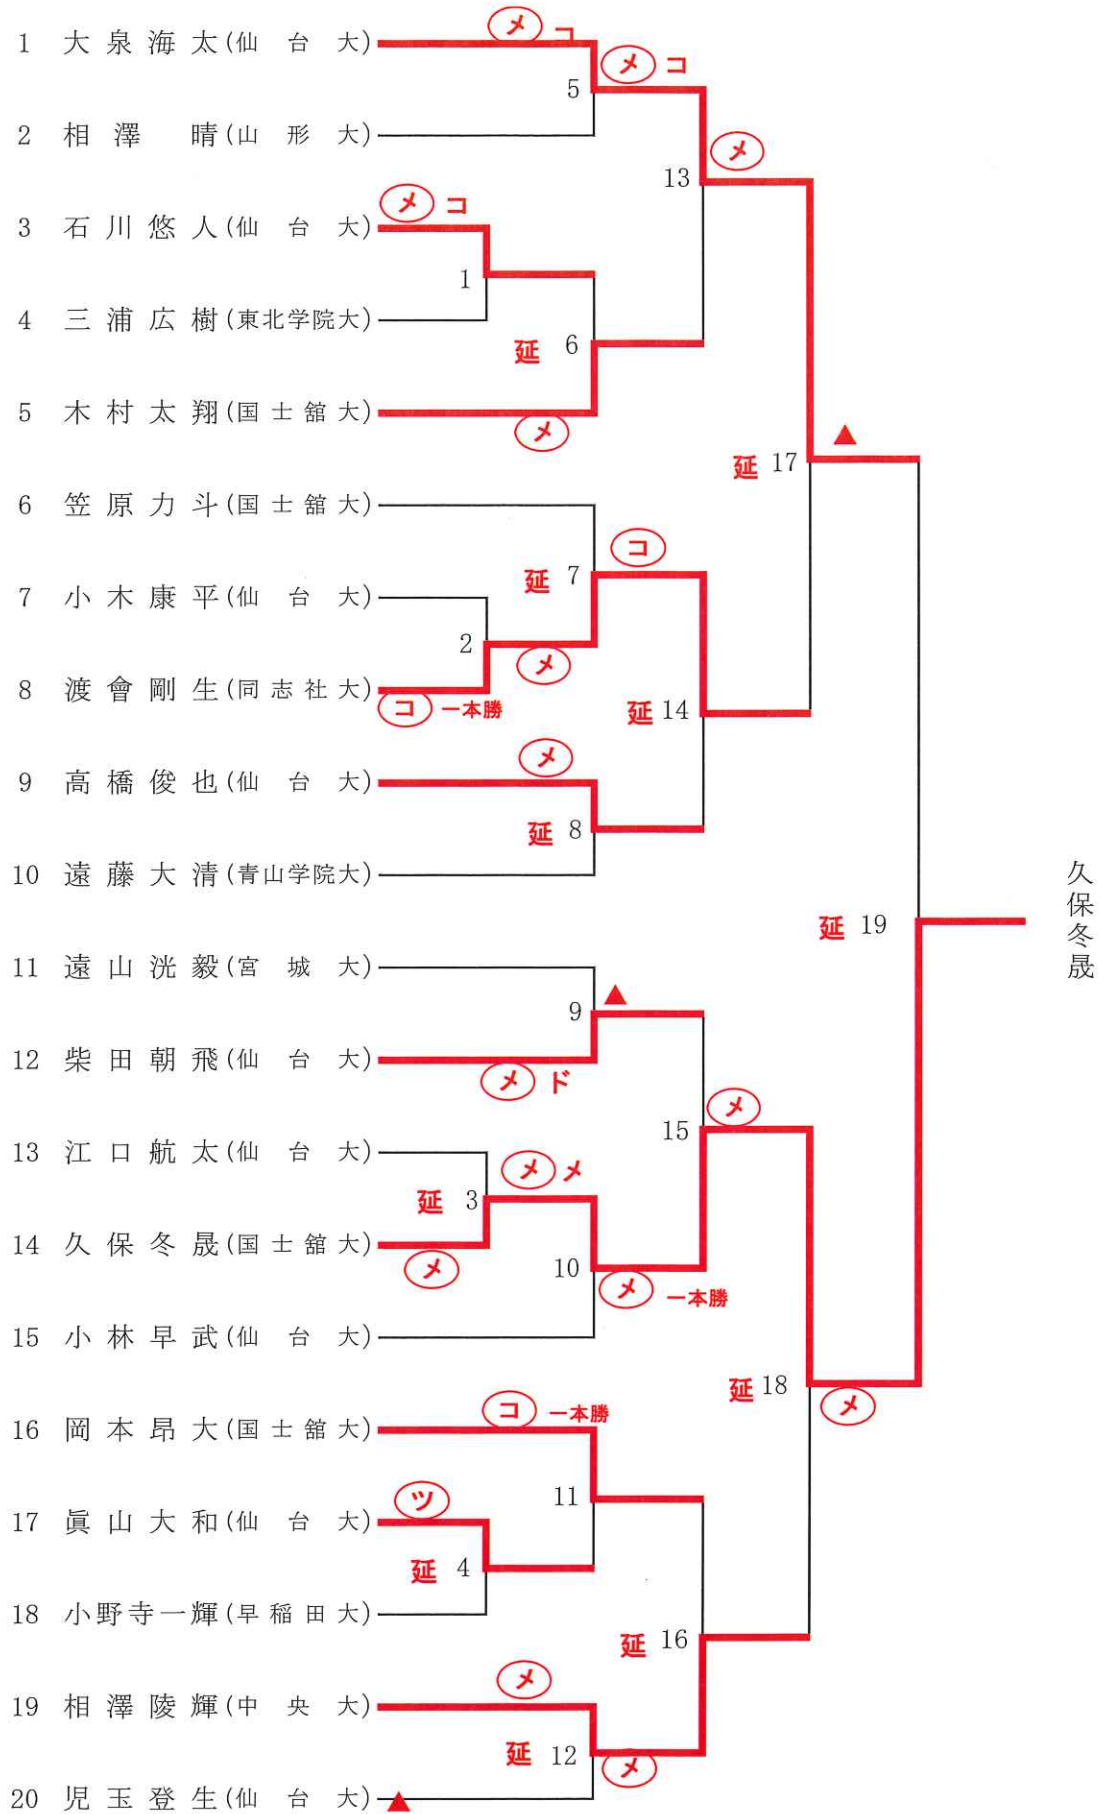 メ コ
1 大泉海太(仙台大)
メ コ
5
2 相澤 晴(山形大)
メ
13
メ コ
3 石川悠人(仙台大)
1
4 三浦広樹(東北学院大)
延 6
5 木村太翔(国士舘大)
メ
▲
延 17
6 笠原力斗(国士舘大)
コ
延 7
7 小木康平(仙台大)
2
メ
8 渡會剛生(同志社大)
コ 一本勝
延 14
メ
9 高橋俊也(仙台大)
延 8
10 遠藤大清(青山学院大)
久保冬晟
延 19
11 遠山洸毅(宮城大)
▲
9
12 柴田朝飛(仙台大)
メ ド
メ
15
13 江口航太(仙台大)
メ メ
延 3
14 久保冬晟(国士舘大)
メ
10
メ 一本勝
15 小林早武(仙台大)
延 18
メ
コ 一本勝
16 岡本昂大(国士舘大)
11
ツ
17 眞山大和(仙台大)
延 4
18 小野寺一輝(早稲田大)
延 16
メ
19 相澤陵輝(中央大)
延 12
メ
20 児玉登生(仙台大)
▲